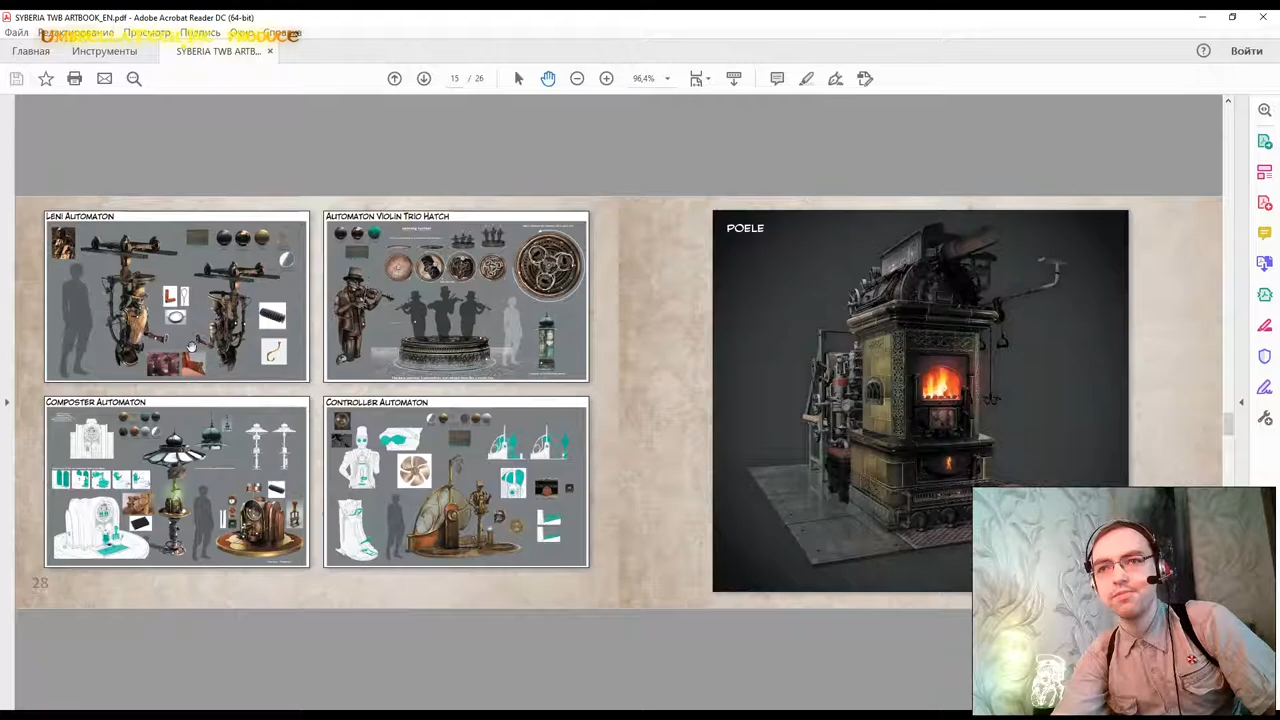 SYBERIA TWB ARTBOOK_EN.pdf - Adobe Acrobat Reader DC (64-bit)
Файл Редактирование Просмотр Подпись Окно Справка
Главная Инструменты SYBERIA TWB ARTB... × Войти
15 / 26 96,4%
LENI AUTOMATON
AUTOMATON VIOLIN TRIO HATCH
POELE
COMPOSTER AUTOMATON
CONTROLLER AUTOMATON
28